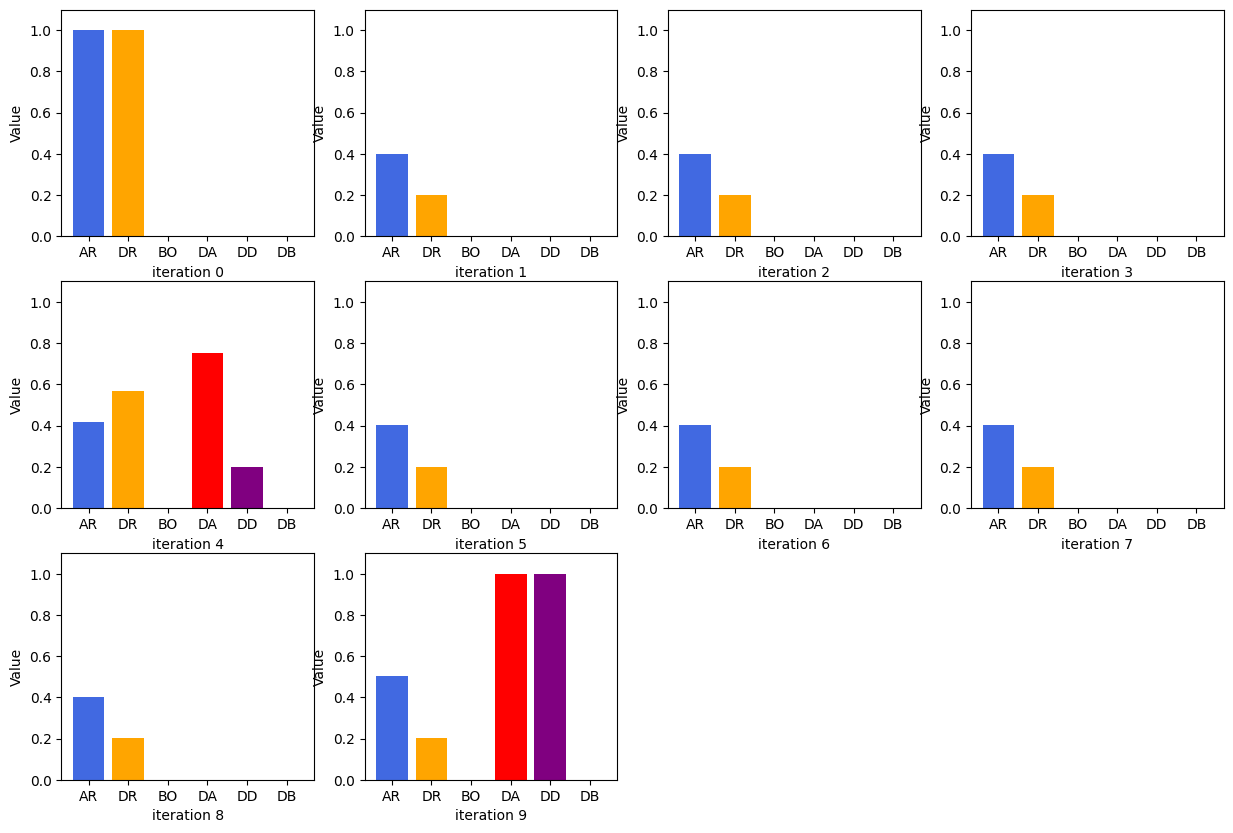 1.0
0.8
0.6
0.4
0.2
0.0
Value
AR DR BO DA DD DB
iteration 0
1.0
0.8
0.6
0.4
0.2
0.0
Value
AR DR BO DA DD DB
iteration 1
1.0
0.8
0.6
0.4
0.2
0.0
Value
AR DR BO DA DD DB
iteration 2
1.0
0.8
0.6
0.4
0.2
0.0
Value
AR DR BO DA DD DB
iteration 3
1.0
0.8
0.6
0.4
0.2
0.0
Value
AR DR BO DA DD DB
iteration 4
1.0
0.8
0.6
0.4
0.2
0.0
Value
AR DR BO DA DD DB
iteration 5
1.0
0.8
0.6
0.4
0.2
0.0
Value
AR DR BO DA DD DB
iteration 6
1.0
0.8
0.6
0.4
0.2
0.0
Value
AR DR BO DA DD DB
iteration 7
1.0
0.8
0.6
0.4
0.2
0.0
Value
AR DR BO DA DD DB
iteration 8
1.0
0.8
0.6
0.4
0.2
0.0
Value
AR DR BO DA DD DB
iteration 9